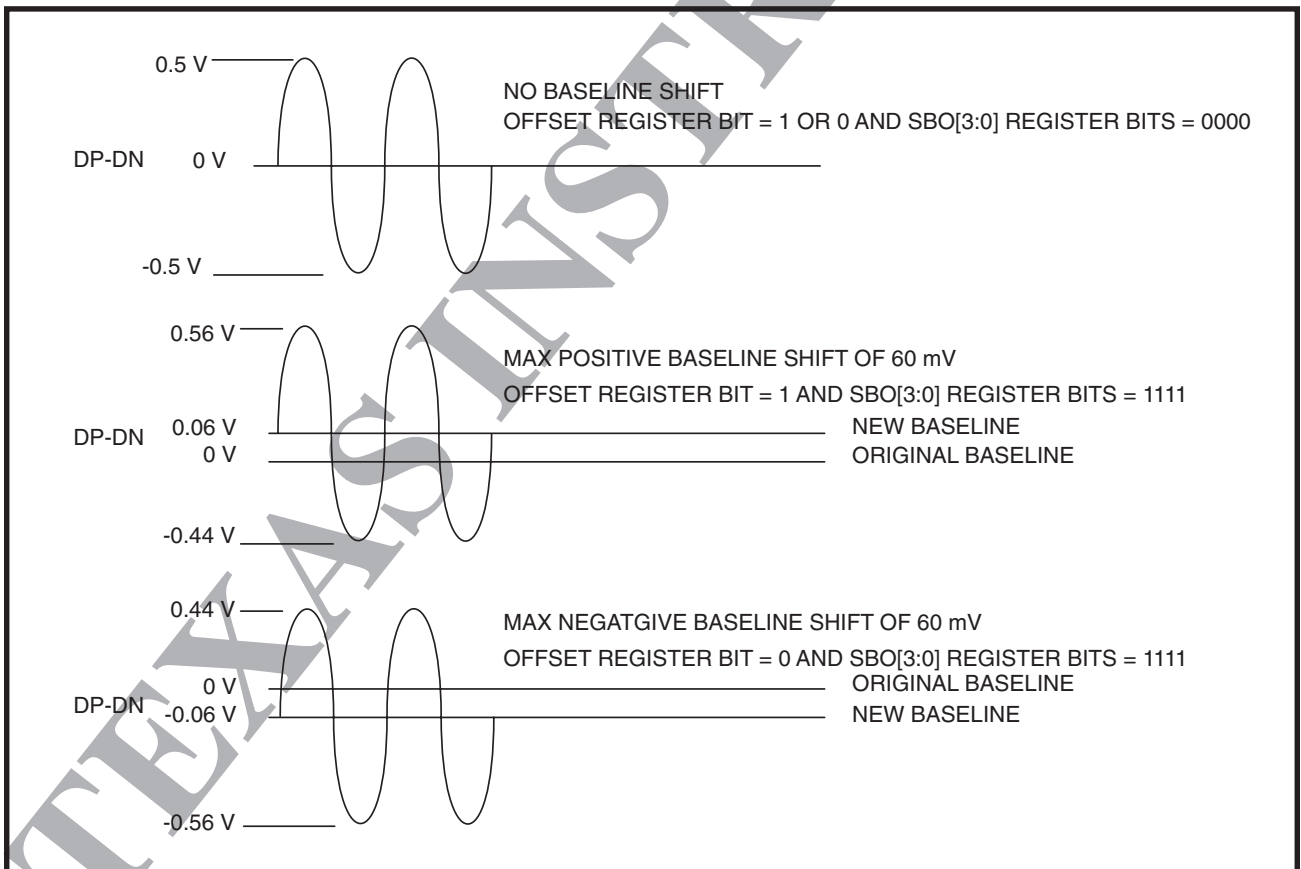 0.5 V
NO BASELINE SHIFT
OFFSET REGISTER BIT = 1 OR 0 AND SBO[3:0] REGISTER BITS = 0000
DP-DN 0 V
-0.5 V
0.56 V
MAX POSITIVE BASELINE SHIFT OF 60 mV
OFFSET REGISTER BIT = 1 AND SBO[3:0] REGISTER BITS = 1111
DP-DN 0.06 V NEW BASELINE
0 V ORIGINAL BASELINE
-0.44 V
0.44 V
MAX NEGATGIVE BASELINE SHIFT OF 60 mV
OFFSET REGISTER BIT = 0 AND SBO[3:0] REGISTER BITS = 1111
0 V ORIGINAL BASELINE
DP-DN -0.06 V NEW BASELINE
-0.56 V
TEXAS INSTR